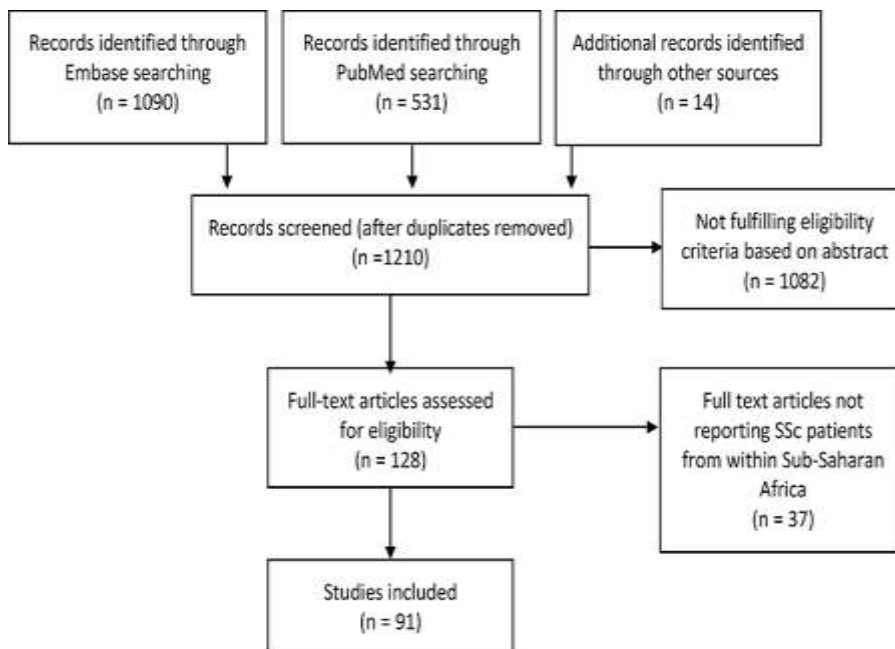 Records identified through
Embase searching
(n = 1090)
Records identified through
PubMed searching
(n = 531)
Additional records identified
through other sources
(n = 14)
Records screened (after duplicates removed)
(n =1210)
Not fulfilling eligibility
criteria based on abstract
(n = 1082)
Full-text articles assessed
for eligibility
(n = 128)
Full text articles not
reporting SSc patients
from within Sub-Saharan
Africa
(n = 37)
Studies included
(n = 91)